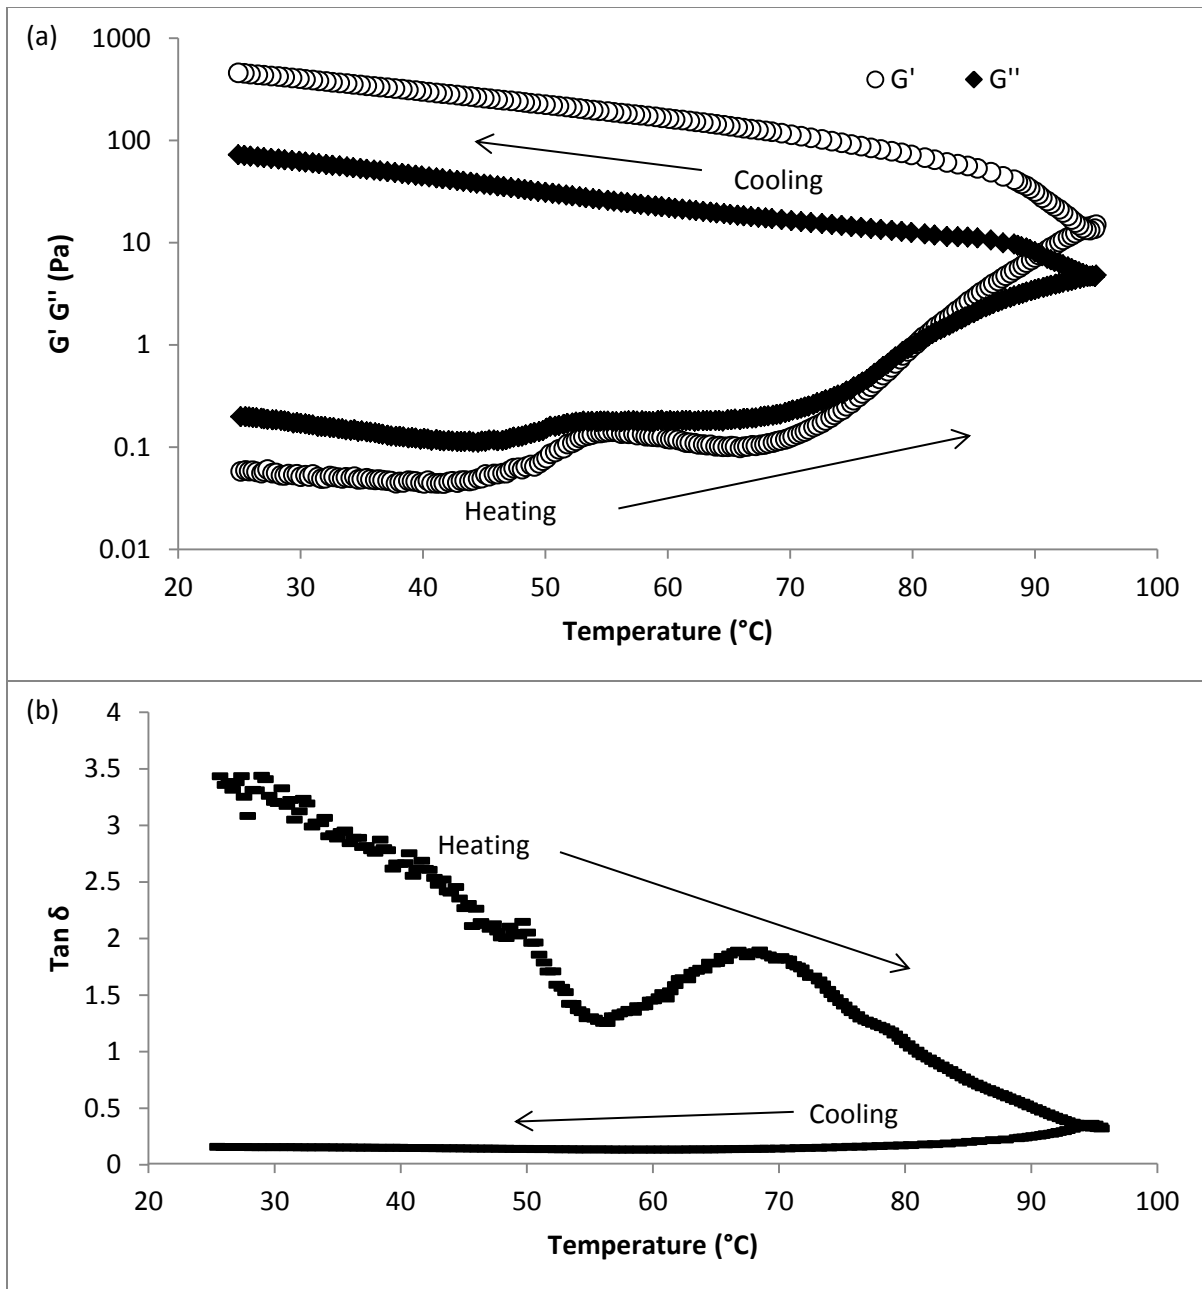 (a)
1000
100
10
1
0.1
0.01
G' G'' (Pa)
G'
G''
Cooling
Heating
20 30 40 50 60 70 80 90 100
Temperature (°C)
(b)
4
3.5
3
2.5
2
1.5
1
0.5
0
Tan δ
Heating
Cooling
20 30 40 50 60 70 80 90 100
Temperature (°C)